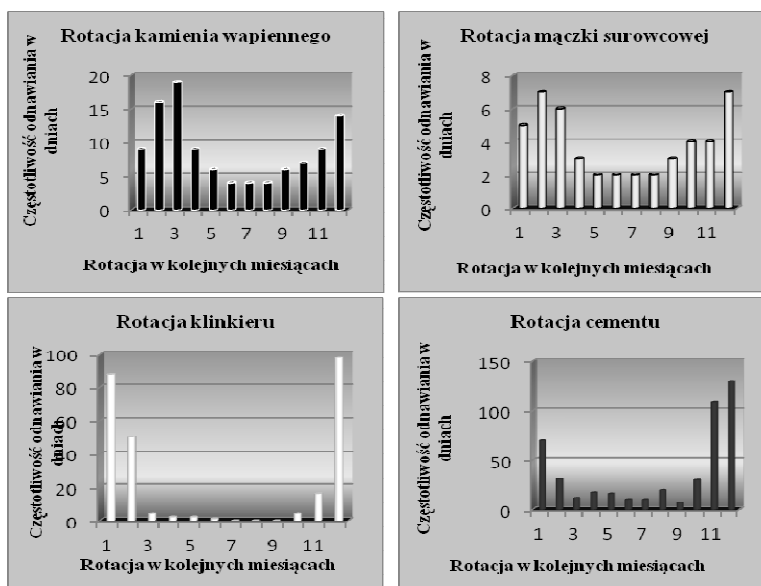 Rotacja kamienia wapiennego
Częstotliwość odnawiania w
dniach
20
15
10
5
0
1 3 5 7 9 11
Rotacja w kolejnych miesiącach
Rotacja mączki surowcowej
Częstotliwość odnawiania w
dniach
8
6
4
2
0
1 3 5 7 9 11
Rotacja w kolejnych miesiącach
Rotacja klinkieru
Częstotliwość odnawiania w
dniach
100
80
60
40
20
0
1 3 5 7 9 11
Rotacja w kolejnych miesiącach
Rotacja cementu
Częstotliwość odnawiania w
dniach
150
100
50
0
1 3 5 7 9 11
Rotacja w kolejnych miesiącach